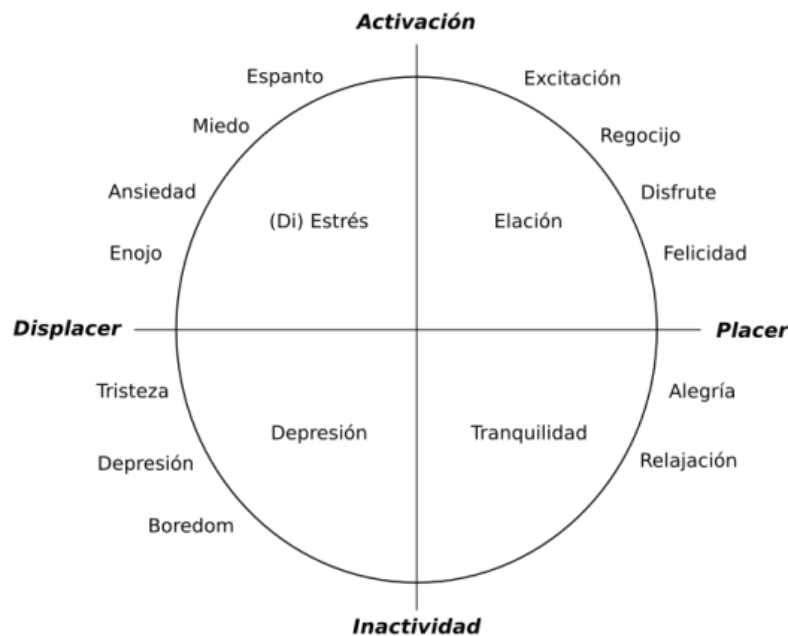 Activación
Espanto
Excitación
Miedo
Regocijo
Ansiedad
Disfrute
(Di) Estrés
Elación
Enojo
Felicidad
Displacer
Placer
Tristeza
Alegría
Depresión
Tranquilidad
Depresión
Relajación
Boredom
Inactividad